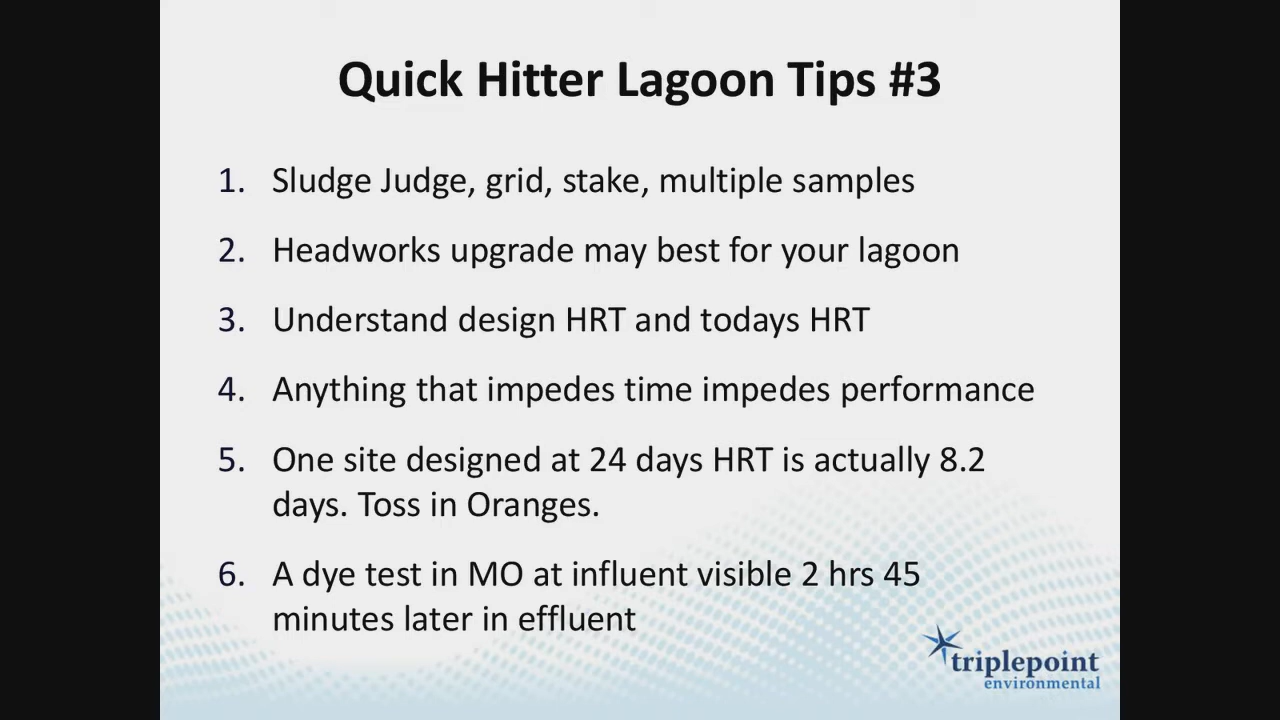 Quick Hitter Lagoon Tips #3
1. Sludge Judge, grid, stake, multiple samples
2. Headworks upgrade may best for your lagoon
3. Understand design HRT and todays HRT
4. Anything that impedes time impedes performance
5. One site designed at 24 days HRT is actually 8.2
days. Toss in Oranges.
6. A dye test in MO at influent visible 2 hrs 45
minutes later in effluent
triplepoint
environmental